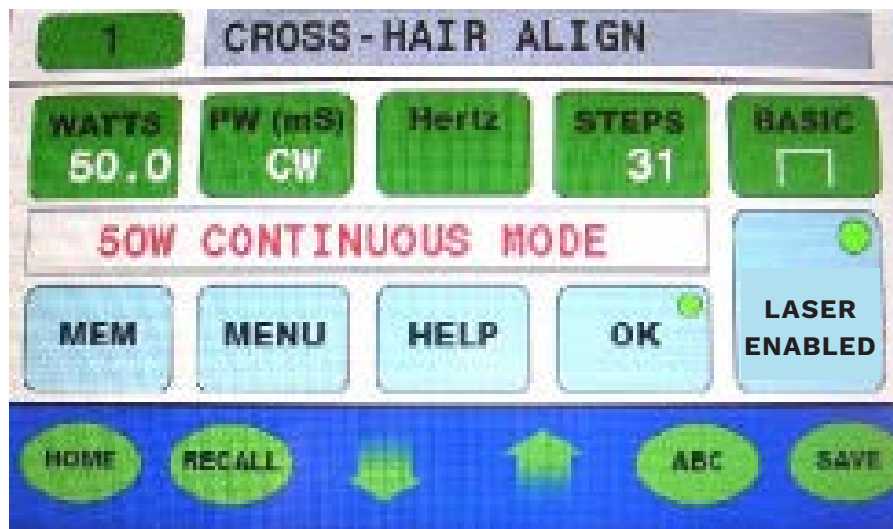 1 CROSS-HAIR ALIGN
WATTS PW (mS) Hertz STEPS BASIC
50.0 CW 31
50W CONTINUOUS MODE
MEM MENU HELP OK LASER
ENABLED
HOME RECALL ABC SAVE